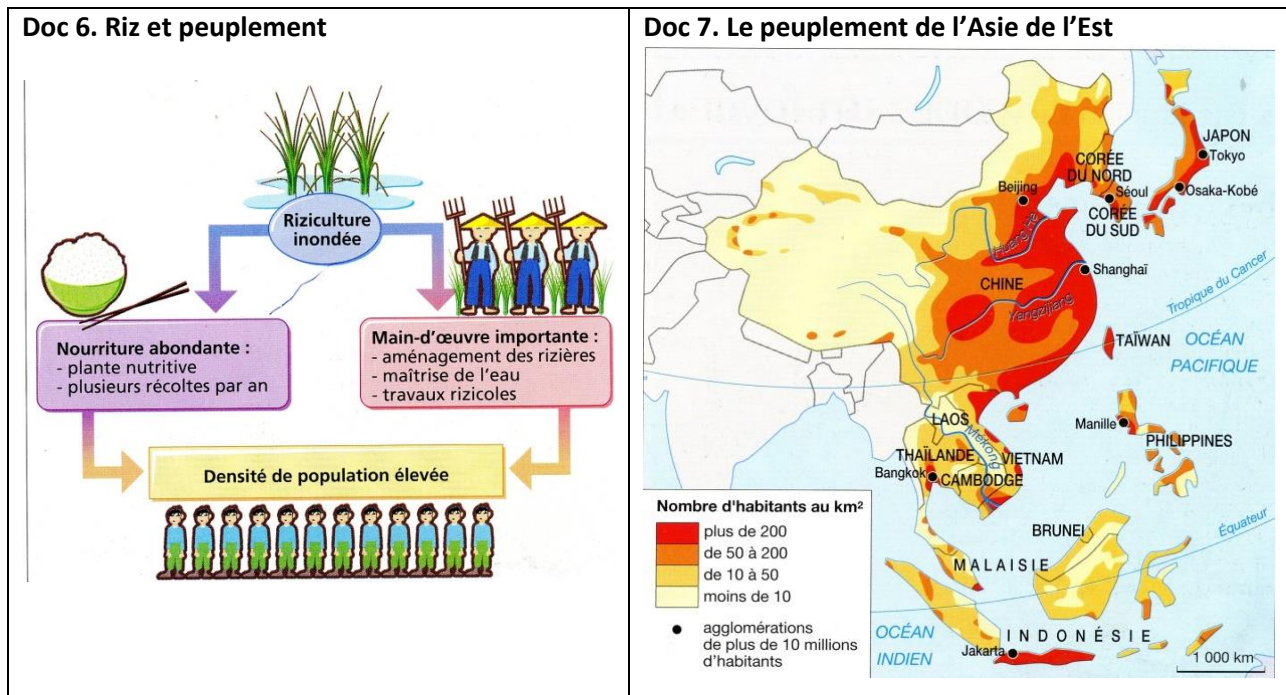 Doc 6. Riz et peuplement
Riziculture
inondée
Nourriture abondante :
- plante nutritive
- plusieurs récoltes par an
Main-d'œuvre importante :
- aménagement des rizières
- maîtrise de l'eau
- travaux rizicoles
Densité de population élevée
Doc 7. Le peuplement de l'Asie de l'Est
JAPON
Tokyo
CORÉE
DU NORD
Beijing
Séoul
Osaka-Kobé
CORÉE
DU SUD
Huang He
Shanghaï
CHINE
Yangzijiang
Tropique du Cancer
TAÏWAN
OCÉAN
PACIFIQUE
LAOS
Mékong
Manille
PHILIPPINES
THAÏLANDE
VIETNAM
Bangkok
CAMBODGE
Nombre d'habitants au km²
plus de 200
de 50 à 200
de 10 à 50
moins de 10
agglomérations
de plus de 10 millions
d'habitants
BRUNEI
Équateur
MALAISIE
OCÉAN
INDIEN
INDONÉSIE
Jakarta
1 000 km